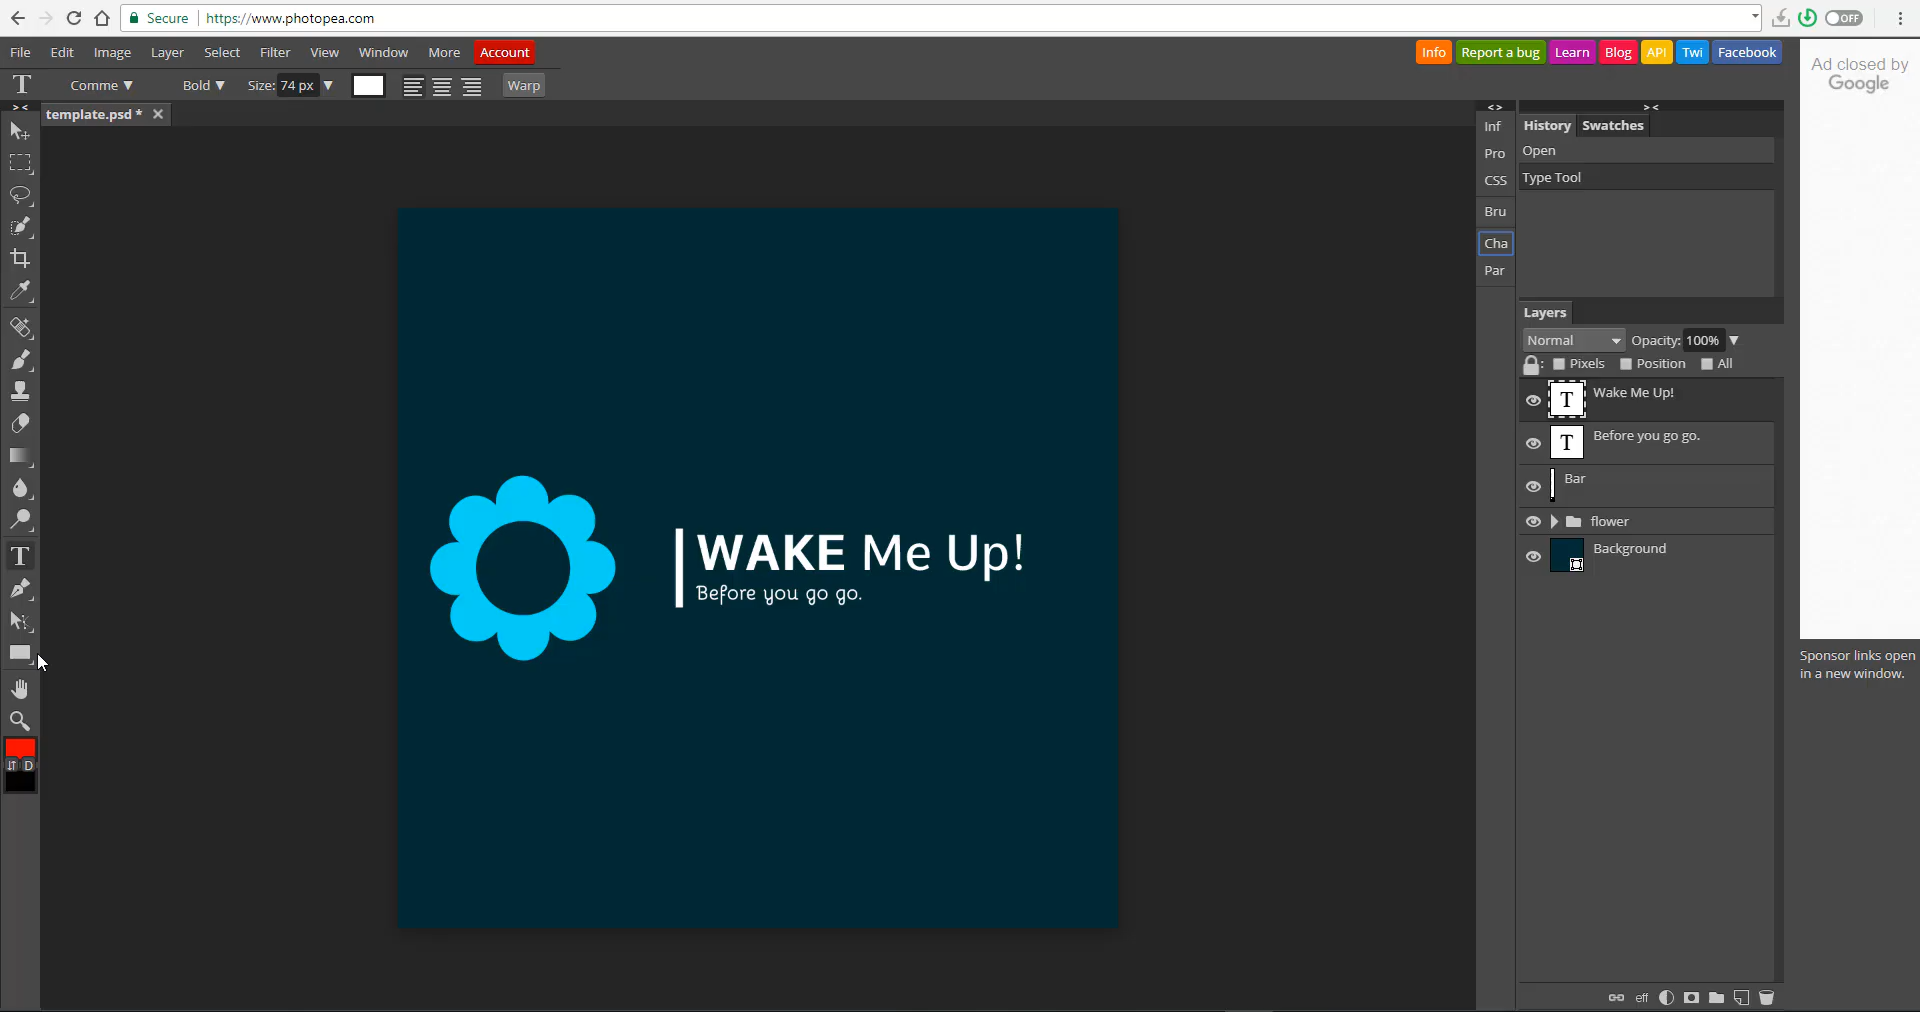 Secure https://www.photopea.com OFF
File Edit Image Layer Select Filter View Window More Account Info Report a bug Learn Blog API Twi Facebook
T Comme Bold Size: 74 px Warp
Ad closed by
Google
template.psd *
> <
< >
> <
Inf
Pro
CSS
Bru
Cha
Par
History Swatches
Open
Type Tool
Layers
Normal Opacity: 100%
: Pixels Position All
T Wake Me Up!
T Before you go go.
Bar
flower
Background
T
D
WAKE Me Up!
Before you go go.
Sponsor links open
in a new window.
eff